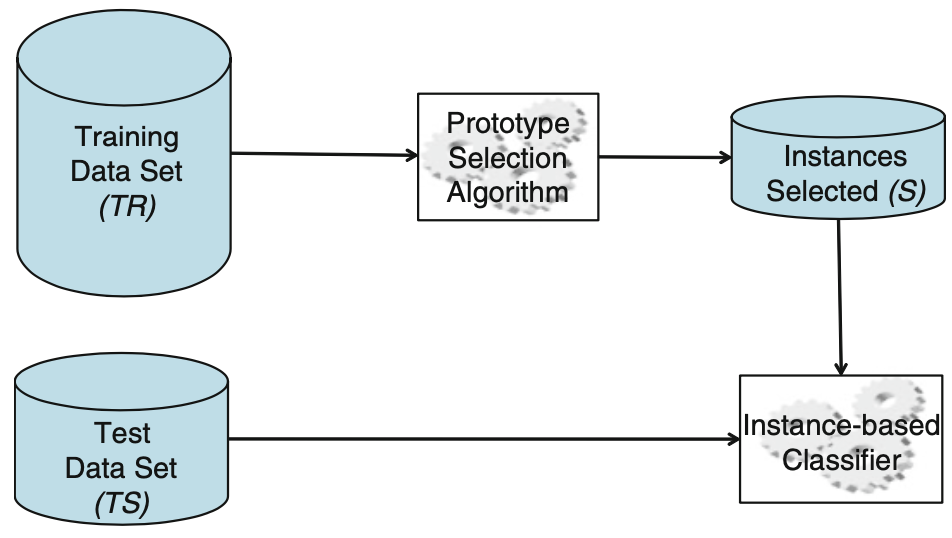 Training
Data Set
(TR)
Prototype
Selection
Algorithm
Instances
Selected (S)
Test
Data Set
(TS)
Instance-based
Classifier